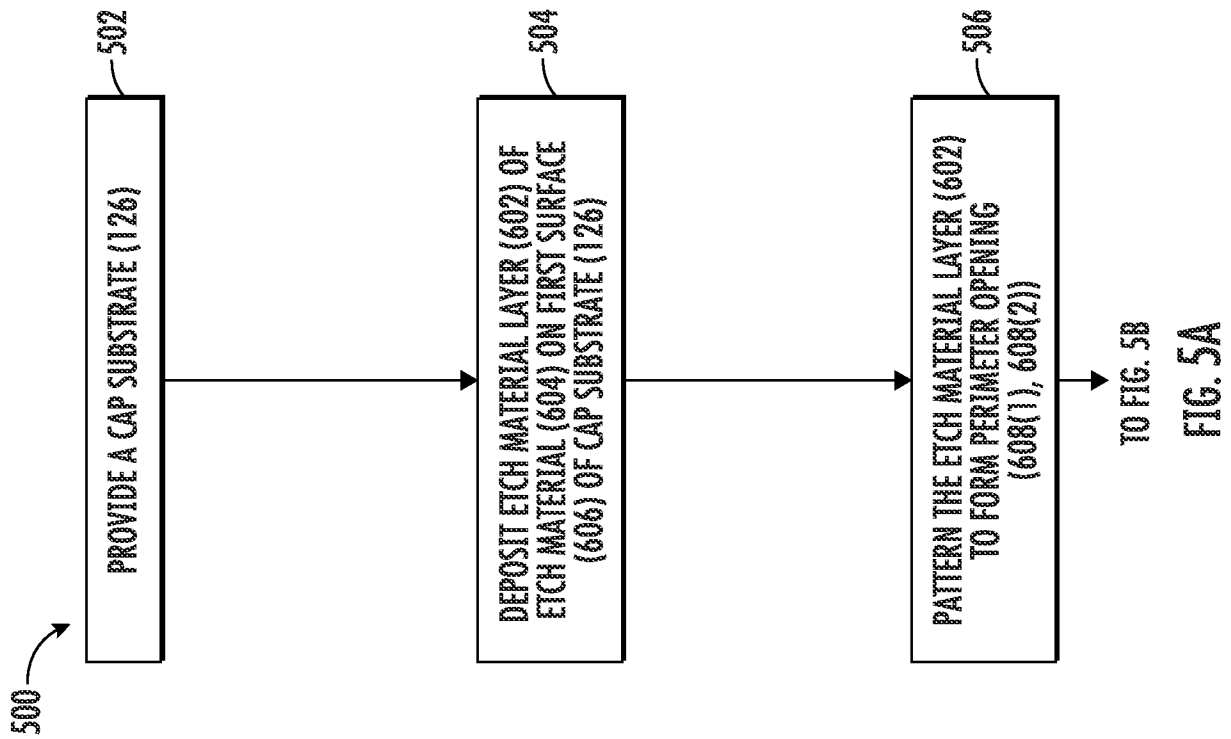 500
PROVIDE A CAP SUBSTRATE (126)
502
DEPOSIT ETCH MATERIAL LAYER (602) OF
ETCH MATERIAL (604) ON FIRST SURFACE
(606) OF CAP SUBSTRATE (126)
504
PATTERN THE ETCH MATERIAL LAYER (602)
TO FORM PERIMETER OPENING
(608(1), 608(2))
506
TO FIG. 5B
FIG. 5A